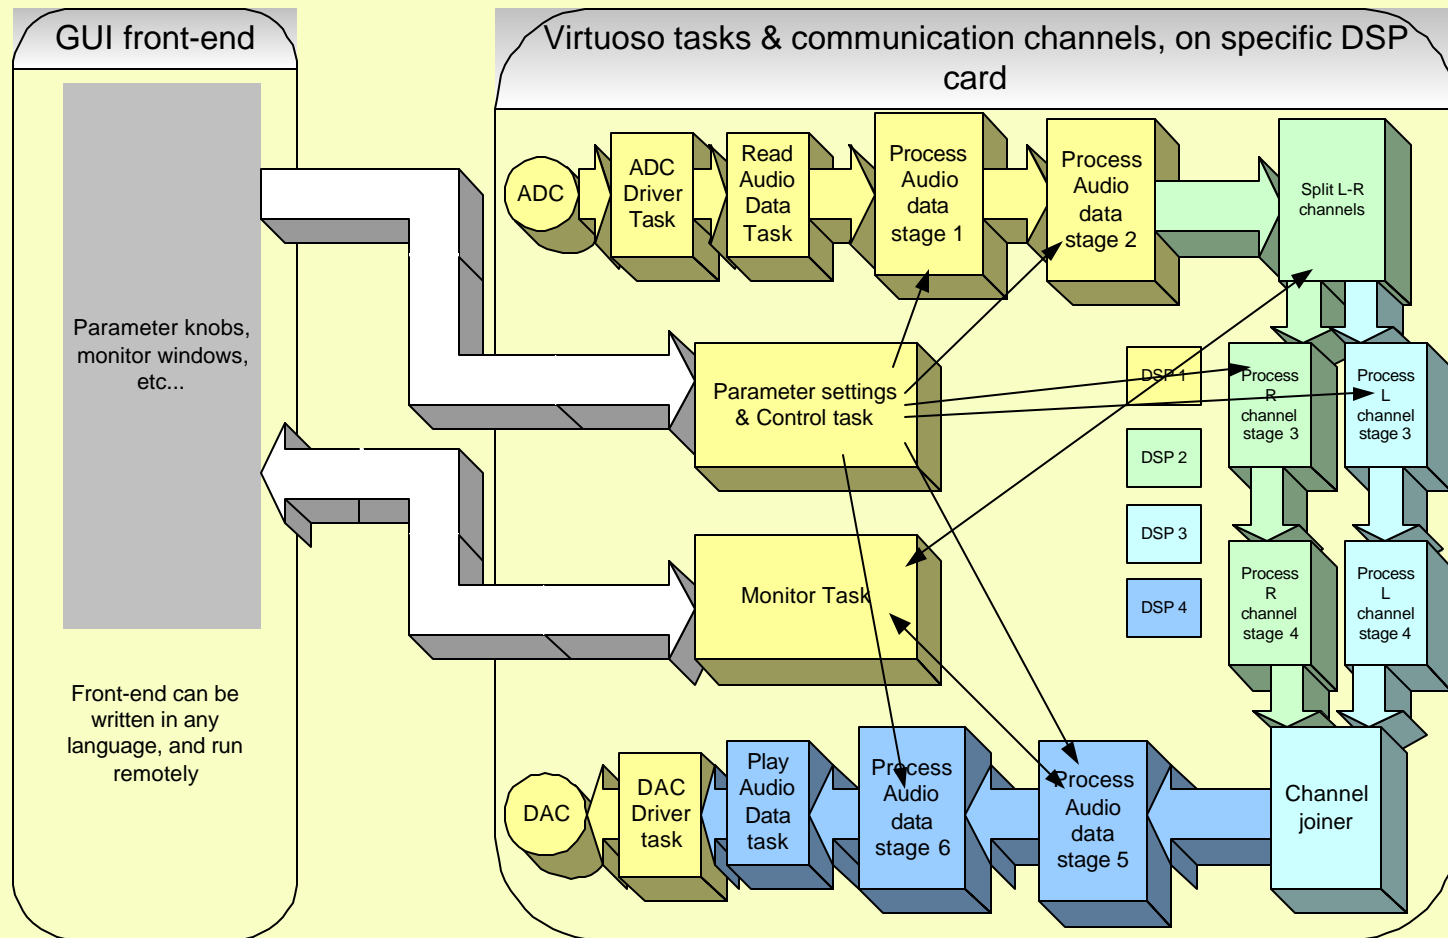 GUI front-end
Virtuoso tasks & communication channels, on specific DSP
card
ADC
ADC
Driver
Task
Read
Audio
Data
Task
Process
Audio
data
stage 1
Process
Audio
data
stage 2
Split L-R
channels
Parameter knobs,
monitor windows,
etc...
Parameter settings
& Control task
DSP 1
DSP 2
DSP 3
DSP 4
Process
R
channel
stage 3
Process
L
channel
stage 3
Monitor Task
Process
R
channel
stage 4
Process
L
channel
stage 4
Front-end can be
written in any
language, and run
remotely
DAC
DAC
Driver
task
Play
Audio
Data
task
Process
Audio
data
stage 6
Process
Audio
data
stage 5
Channel
joiner